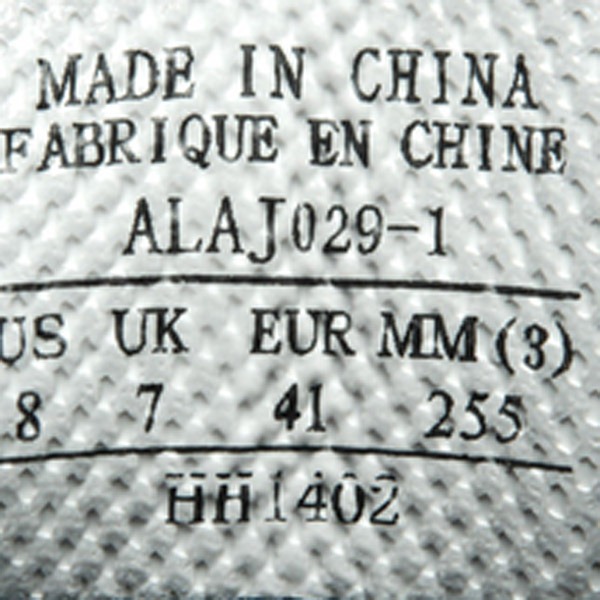 MADE IN CHINA
FABRIQUE EN CHINE
ALAJ029-1
US UK EUR MM (3)
8 7 41 255
HH1402